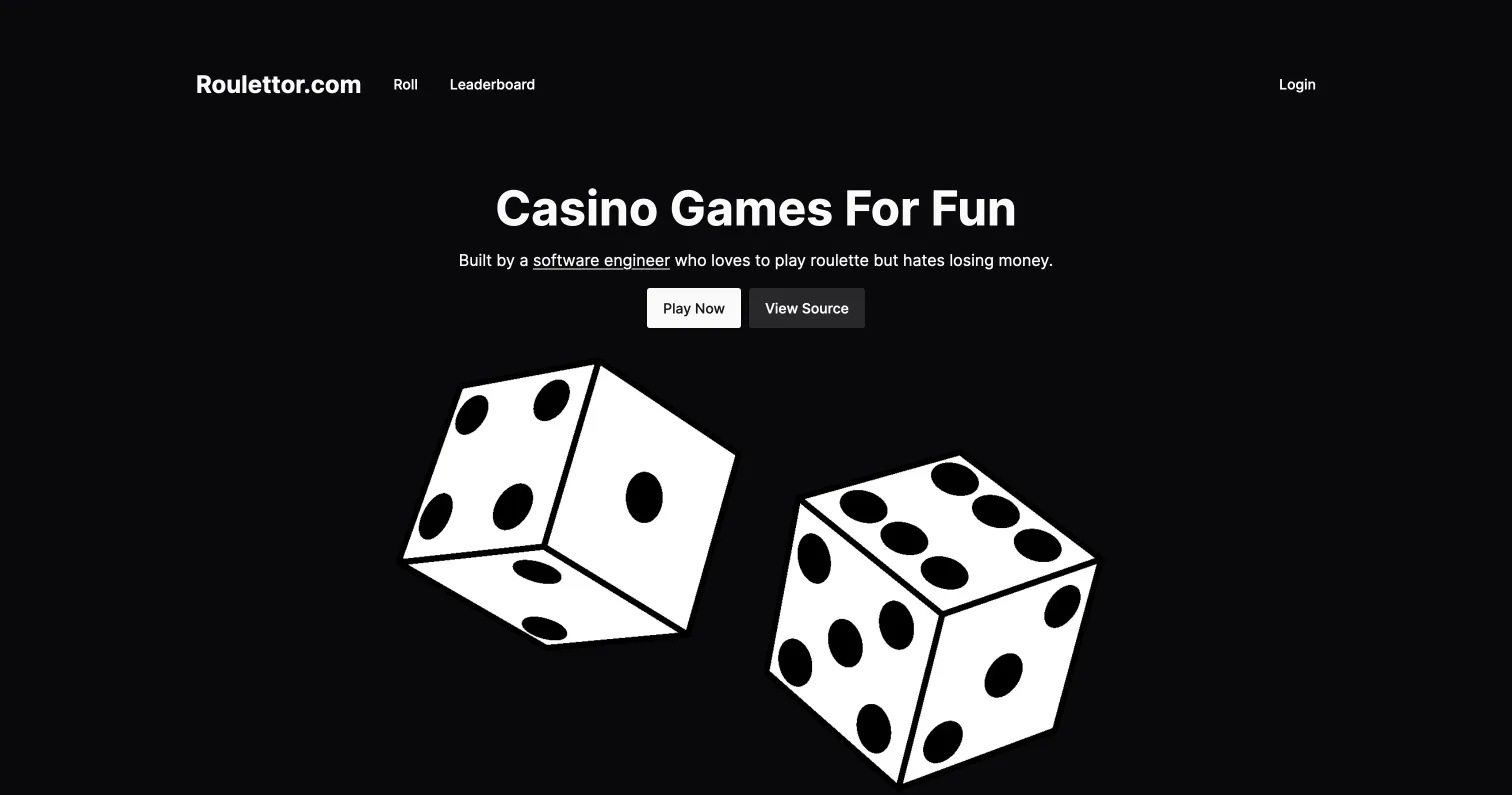 Roulettor.com Roll Leaderboard Login
Casino Games For Fun
Built by a software engineer who loves to play roulette but hates losing money.
Play Now View Source